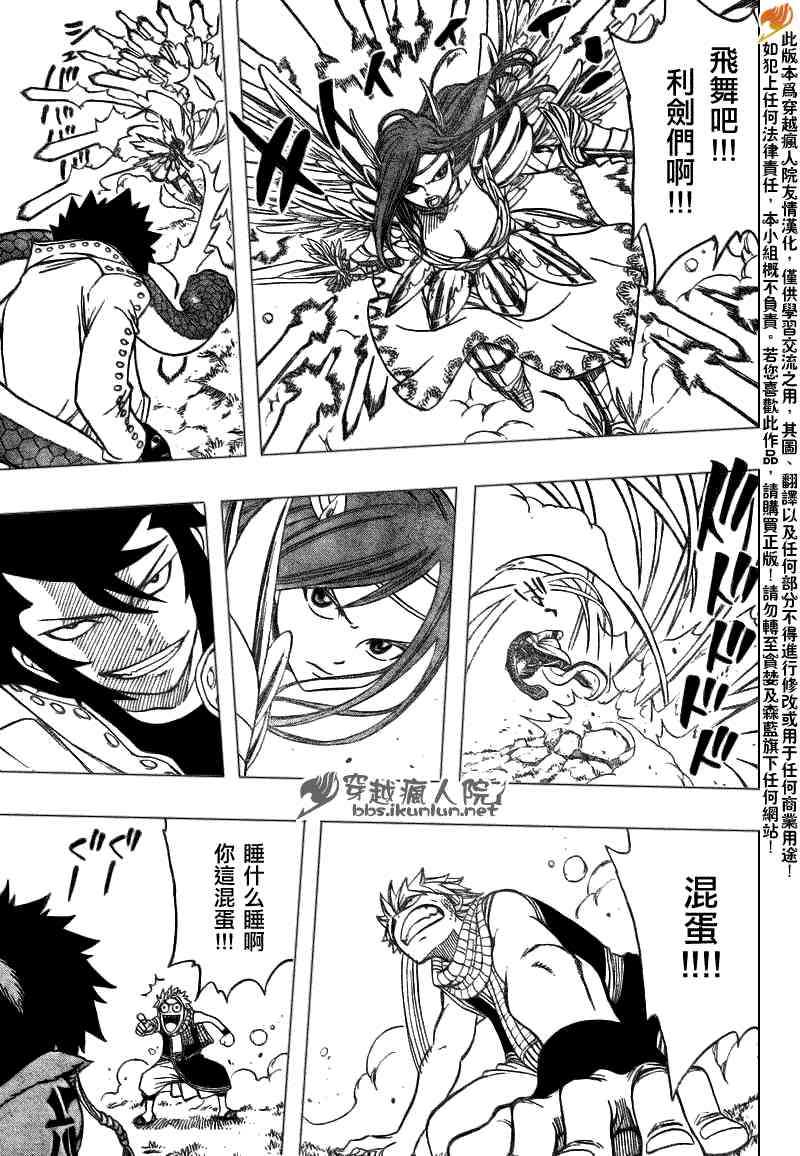 飛舞吧!!!
利劍們啊!!!
ドドドド
混蛋!!!!
睡什么睡啊
你這混蛋!!!
ぐーぐー
穿越瘋人院
bbs.ikunlun.net
此版本爲穿越瘋人院友情漢化，僅供學習交流之用，其圖、翻譯以及任何部分不得進行修改或用于任何商業用途！
如犯上任何法律責任，本小組概不負責。若您喜歡此作品，請購買正版！請勿轉至貪婪及森藍旗下任何網站！